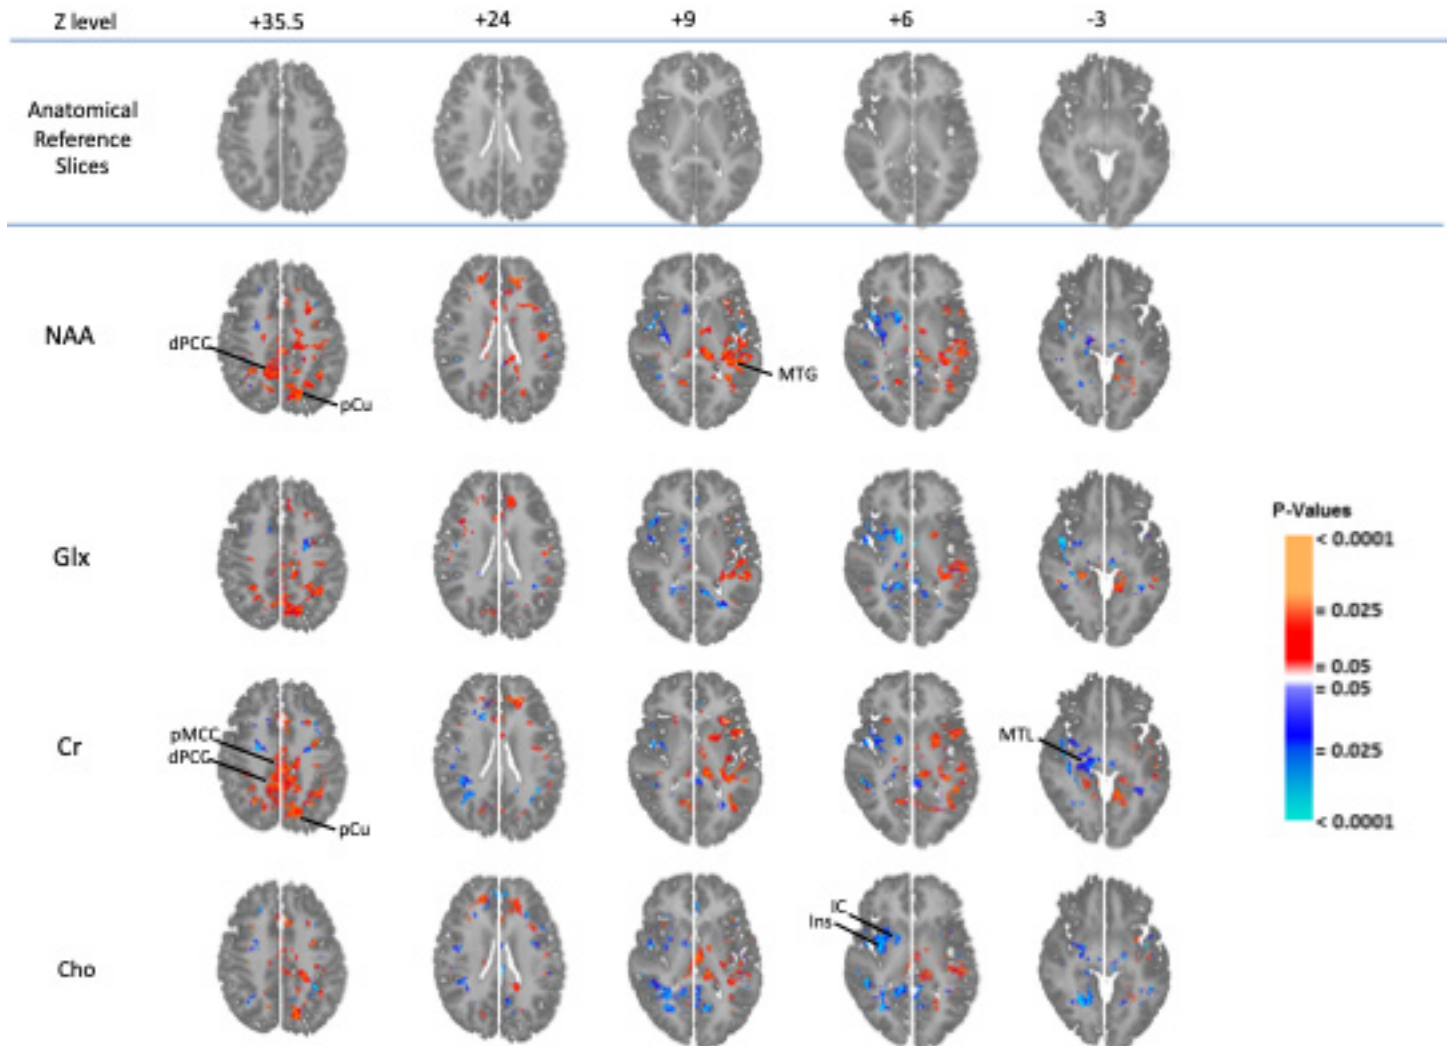 Z level +35.5 +24 +9 +6 -3
Anatomical
Reference
Slices
NAA
dPCC
pCu
MTG
Glx
P-Values
< 0.0001
= 0.025
= 0.05
= 0.05
= 0.025
< 0.0001
Cr
pMCC
dPCC
pCu
MTL
Cho
IC
Ins